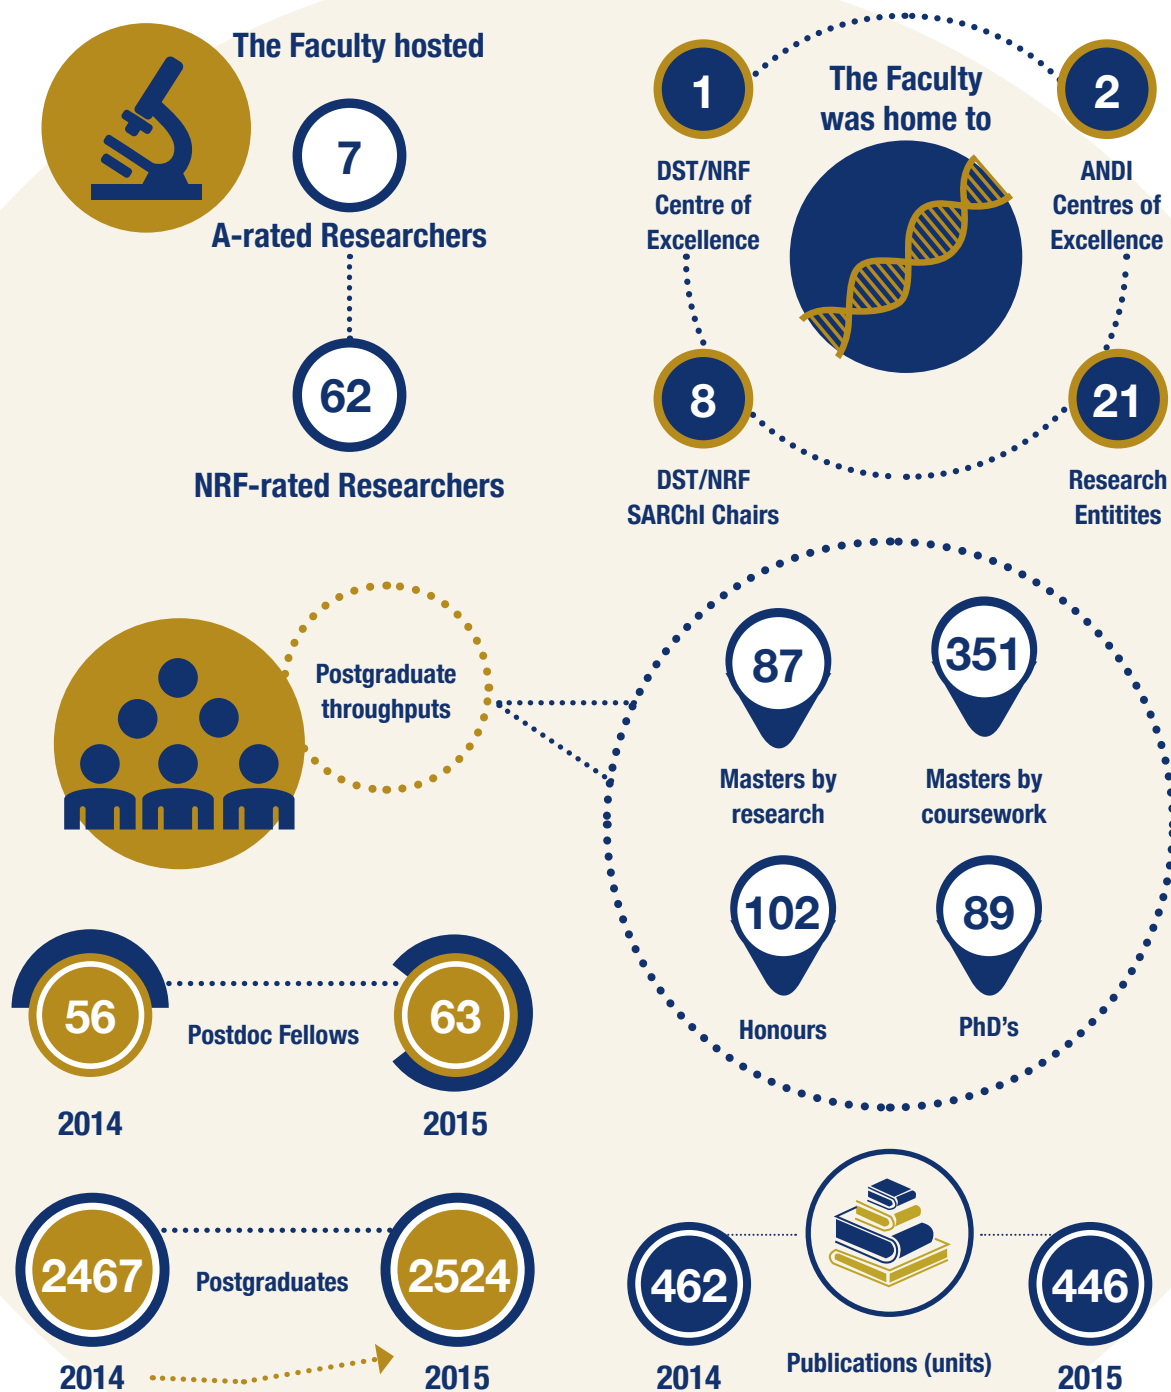 The Faculty hosted
7
A-rated Researchers
62
NRF-rated Researchers
The Faculty
was home to
1
DST/NRF
Centre of
Excellence
2
ANDI
Centres of
Excellence
8
DST/NRF
SARChI Chairs
21
Research
Entitites
Postgraduate
throughputs
87
Masters by
research
351
Masters by
coursework
102
Honours
89
PhD's
56
Postdoc Fellows
63
2014
2015
2467
Postgraduates
2524
2014
2015
462
446
Publications (units)
2014
2015